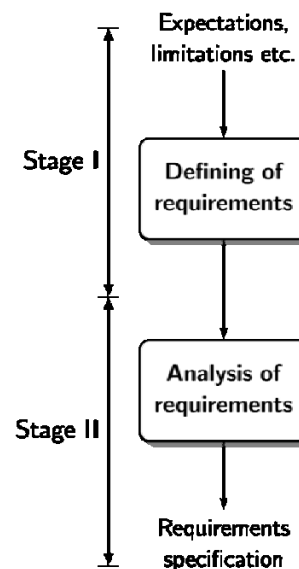 Expectations,
limitations etc.
Stage I
Defining of
requirements
Analysis of
requirements
Stage II
Requirements
specification